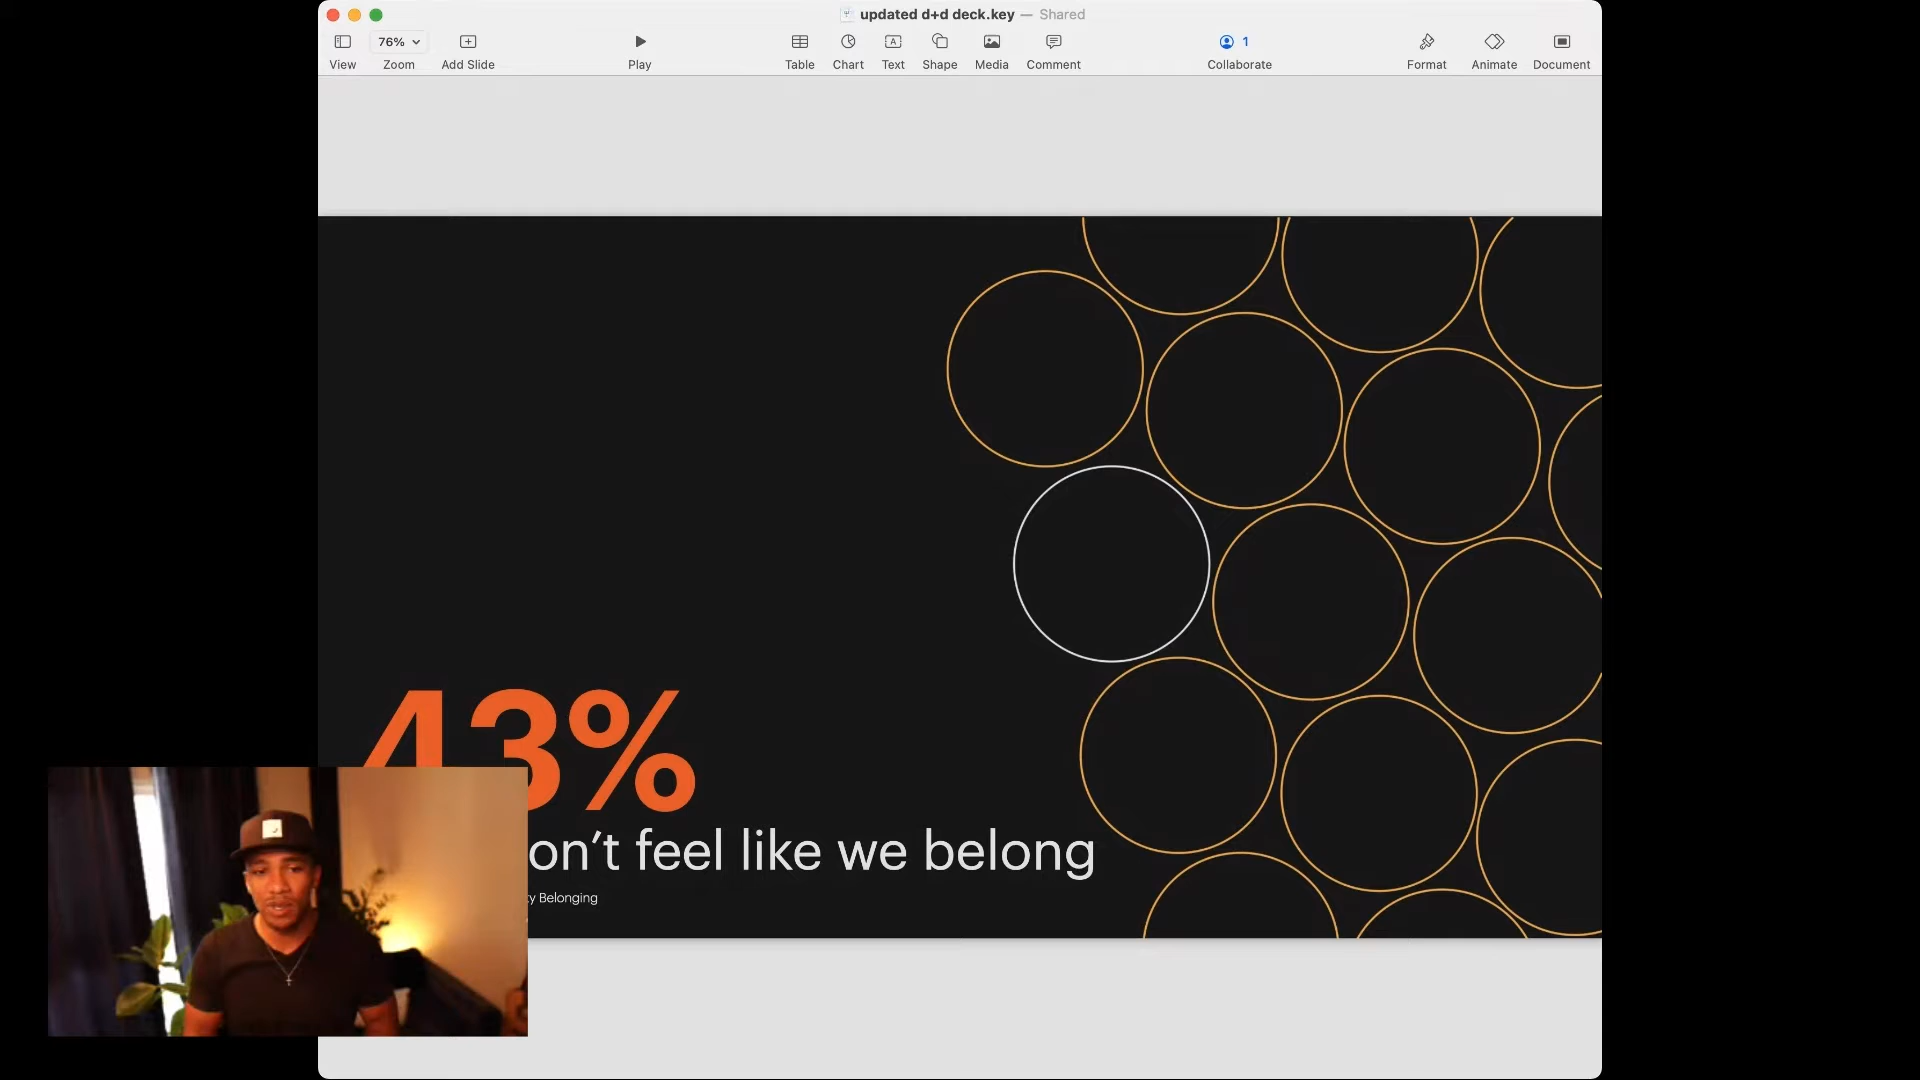 updated d+d deck.key — Shared
76%
1
View
Zoom
Add Slide
Play
Table
Chart
Text
Shape
Media
Comment
Collaborate
Format
Animate
Document
43%
on’t feel like we belong
Belonging